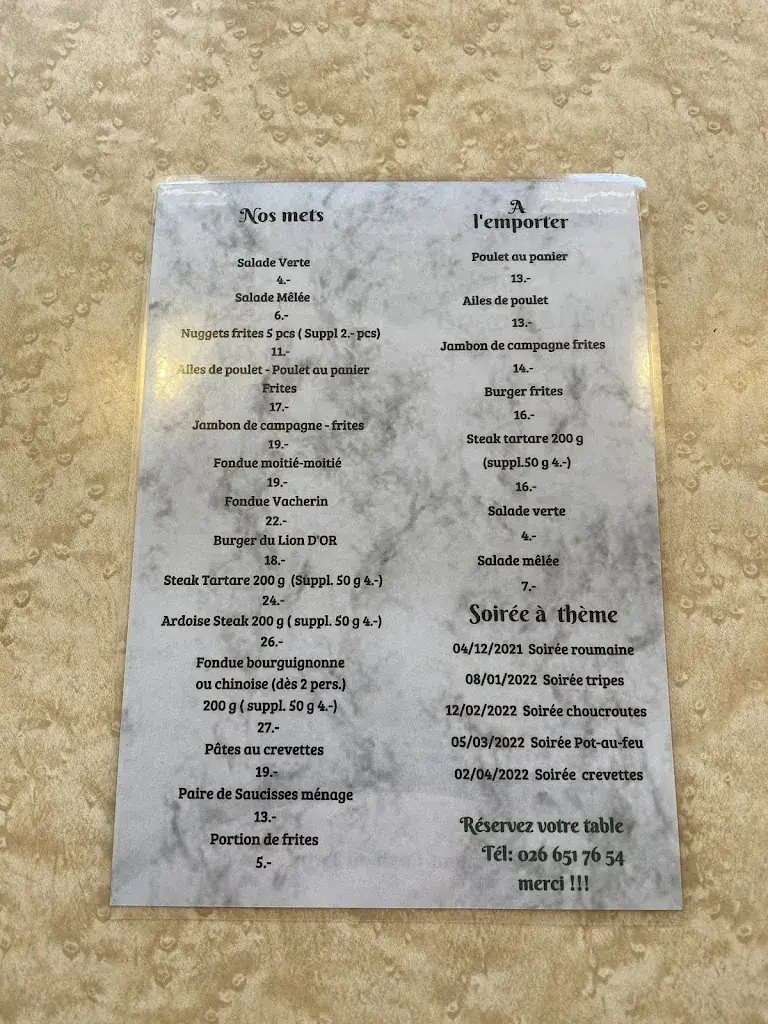 Nos mets
Salade Verte
4.-
Salade Mêlée
6.-
Nuggets frites 5 pcs ( Suppl 2.- pcs)
11.-
Ailes de poulet - Poulet au panier
Frites
17.-
Jambon de campagne - frites
19.-
Fondue moitié-moitié
19.-
Fondue Vacherin
22.-
Burger du Lion D'OR
18.-
Steak Tartare 200 g (Suppl. 50 g 4.-)
24.-
Ardoise Steak 200 g ( suppl. 50 g 4.-)
26.-
Fondue bourguignonne
ou chinoise (dès 2 pers.)
200 g ( suppl. 50 g 4.-)
27.-
Pâtes au crevettes
19.-
Paire de Saucisses ménage
13.-
Portion de frites
5.-
A
l'emporter
Poulet au panier
13.-
Ailes de poulet
13.-
Jambon de campagne frites
14.-
Burger frites
16.-
Steak tartare 200 g
(suppl.50 g 4.-)
16.-
Salade verte
4.-
Salade mêlée
7.-
Soirée à thème
04/12/2021 Soirée roumaine
08/01/2022 Soirée tripes
12/02/2022 Soirée choucroutes
05/03/2022 Soirée Pot-au-feu
02/04/2022 Soirée crevettes
Réservez votre table
Tél: 026 651 76 54
merci !!!